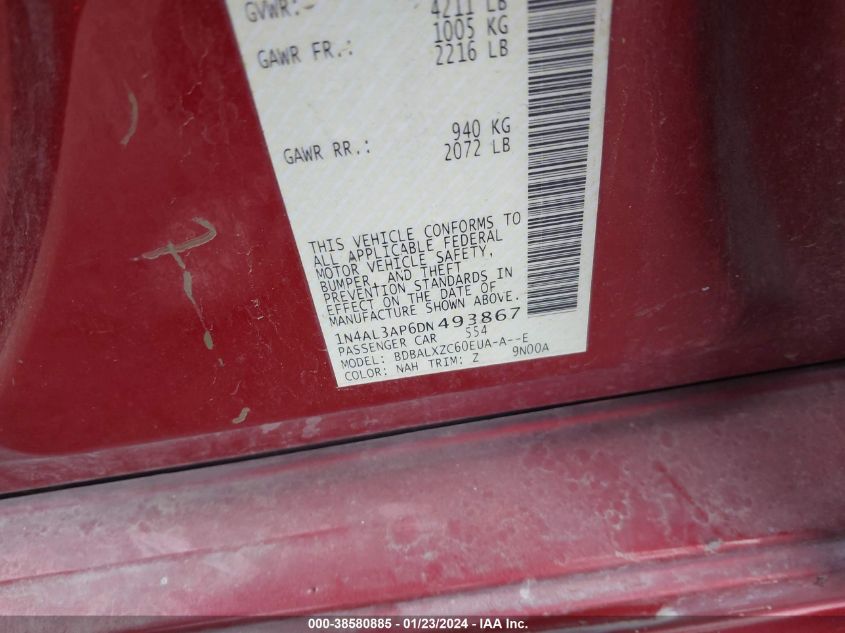 GVWR:- 4211 LB
1005 KG
GAWR FR.: 2216 LB
940 KG
GAWR RR.: 2072 LB
THIS VEHICLE CONFORMS TO
ALL APPLICABLE FEDERAL
MOTOR VEHICLE SAFETY,
BUMPER, AND THEFT
PREVENTION STANDARDS IN
EFFECT ON THE DATE OF
MANUFACTURE SHOWN ABOVE.
1N4AL3AP6DN493867
PASSENGER CAR 554
MODEL: BDBALXZC60EUA-A--E
COLOR: NAH TRIM: Z 9N00A
000-38580885 - 01/23/2024 - IAA Inc.